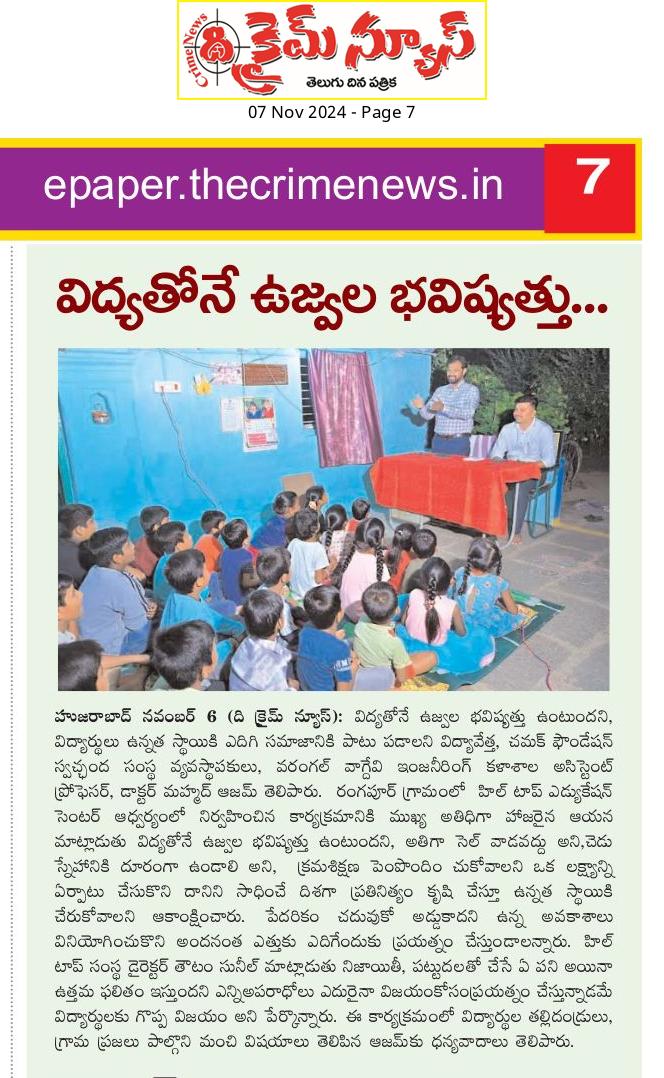 Crime News
ది క్రైమ్ న్యూస్
తెలుగు దిన పత్రిక
07 Nov 2024 - Page 7
epaper.thecrimenews.in
7
విద్యతోనే ఉజ్వల భవిష్యత్తు...
హుజరాబాద్ నవంబర్ 6 (ది క్రైమ్ న్యూస్): విద్యతోనే ఉజ్వల భవిష్యత్తు ఉంటుందని,
విద్యార్థులు ఉన్నత స్థాయికి ఎదిగి సమాజానికి పాటు పడాలని విద్యావేత్త, చమక్ ఫౌండేషన్
స్వచ్ఛంద సంస్థ వ్యవస్థాపకులు, వరంగల్ వాగ్దేవి ఇంజనీరింగ్ కళాశాల అసిస్టెంట్
ప్రోఫెసర్, డాక్టర్ మహ్మద్ ఆజమ్ తెలిపారు. రంగపూర్ గ్రామంలో హిల్ టాప్ ఎడ్యుకేషన్
సెంటర్ ఆధ్వర్యంలో నిర్వహించిన కార్యక్రమానికి ముఖ్య అతిధిగా హాజరైన ఆయన
మాట్లాడుతు విద్యతోనే ఉజ్వల భవిష్యత్తు ఉంటుందని, అతిగా సెల్ వాడవద్దు అని,చెడు
స్నేహానికి దూరంగా ఉండాలి అని, క్రమశిక్షణ పెంపొందిం చుకోవాలని ఒక లక్ష్యాన్ని
ఏర్పాటు చేసుకొని దానిని సాధించే దిశగా ప్రతినిత్యం కృషి చేస్తూ ఉన్నత స్థాయికి
చేరుకోవాలని ఆకాంక్షించారు. పేదరికం చదువుకో అడ్డుకాదని ఉన్న అవకాశాలు
వినియోగించుకొని అందనంత ఎత్తుకు ఎదిగేందుకు ప్రయత్నం చేస్తుండాలన్నారు. హిల్
టాప్ సంస్థ డైరెక్టర్ తౌటం సునీల్ మాట్లాడుతు నిజాయితీ, పట్టుదలతో చేసే ఏ పని అయినా
ఉత్తమ ఫలితం ఇస్తుందని ఎన్నిఅపరాధోలు ఎదురైనా విజయంకోసంప్రయత్నం చేస్తున్నాడమే
విద్యార్థులకు గొప్ప విజయం అని పేర్కొన్నారు. ఈ కార్యక్రమంలో విద్యార్థుల తల్లిదండ్రులు,
గ్రామ ప్రజలు పాల్గొని మంచి విషయాలు తెలిపిన ఆజమ్‌కు ధన్యవాదాలు తెలిపారు.